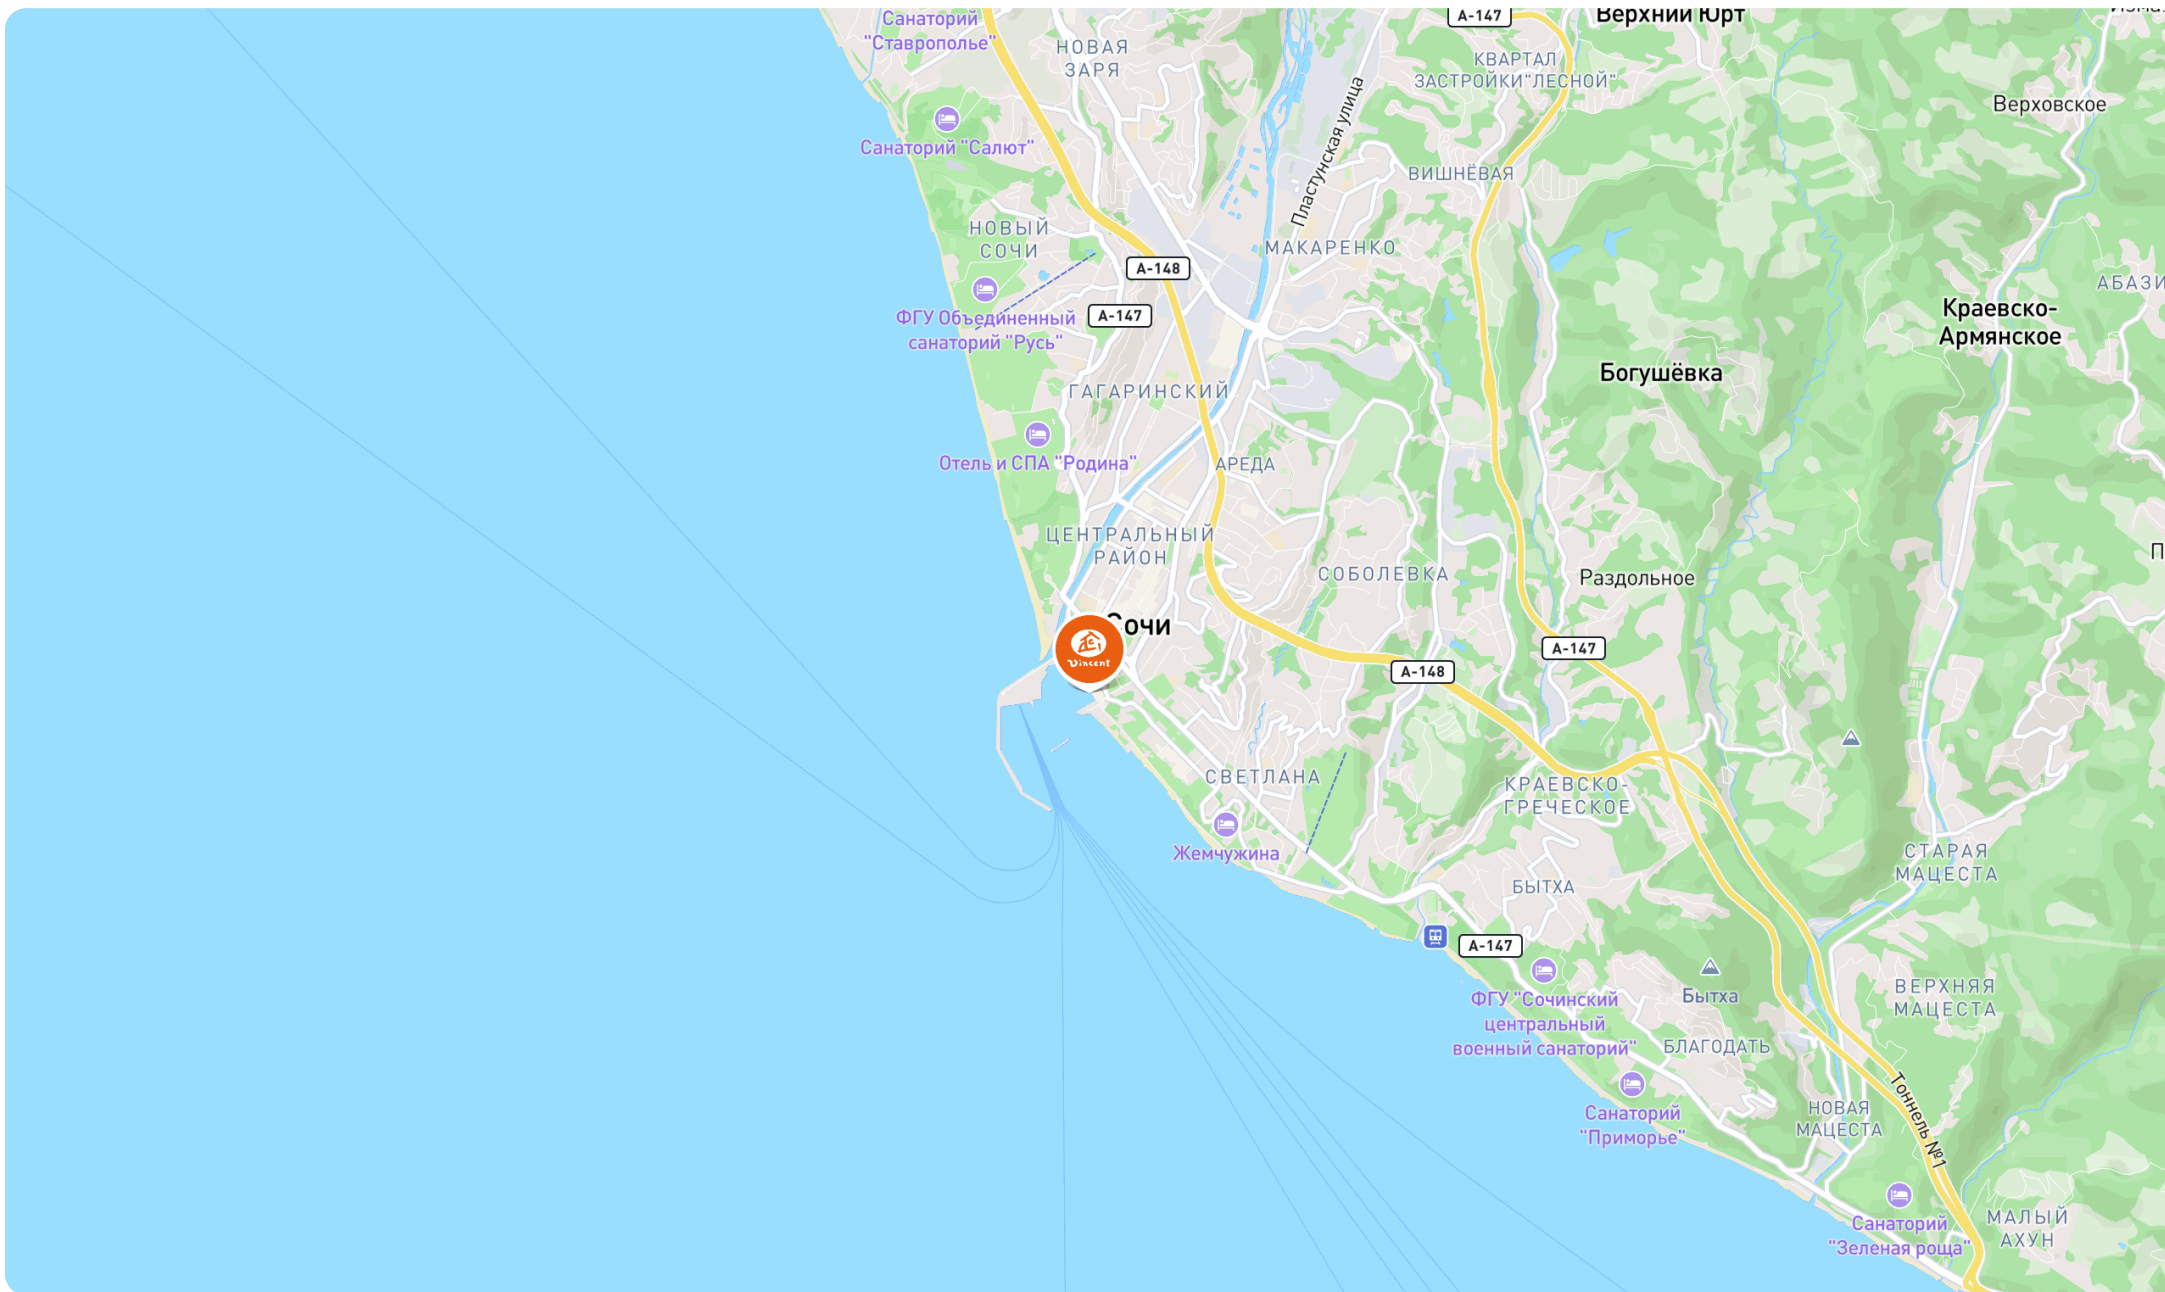 Санаторий
"Ставрополье"
НОВАЯ
ЗАРЯ
А-147
Верхний Юрт
КВАРТАЛ
ЗАСТРОЙКИ"ЛЕСНОЙ"
Верховское
Санаторий "Салют"
Пластунская улица
ВИШНЁВАЯ
НОВЫЙ
СОЧИ
МАКАРЕНКО
А-148
А-147
ФГУ Объединенный
санаторий "Русь"
Краевско-
Армянское
Богушёвка
ГАГАРИНСКИЙ
Отель и СПА "Родина"
АРЕДА
ЦЕНТРАЛЬНЫЙ
РАЙОН
СОБОЛЕВКА
Раздольное
Сочи
Vincent
А-147
А-148
СВЕТЛАНА
КРАЕВСКО-
ГРЕЧЕСКОЕ
Жемчужина
СТАРАЯ
МАЦЕСТА
БЫТХА
А-147
ФГУ "Сочинский
центральный
военный санаторий"
Бытха
ВЕРХНЯЯ
МАЦЕСТА
БЛАГОДАТЬ
Санаторий
"Приморье"
НОВАЯ
МАЦЕСТА
Тоннель №1
Санаторий
"Зеленая роща"
МАЛЫЙ
АХУН